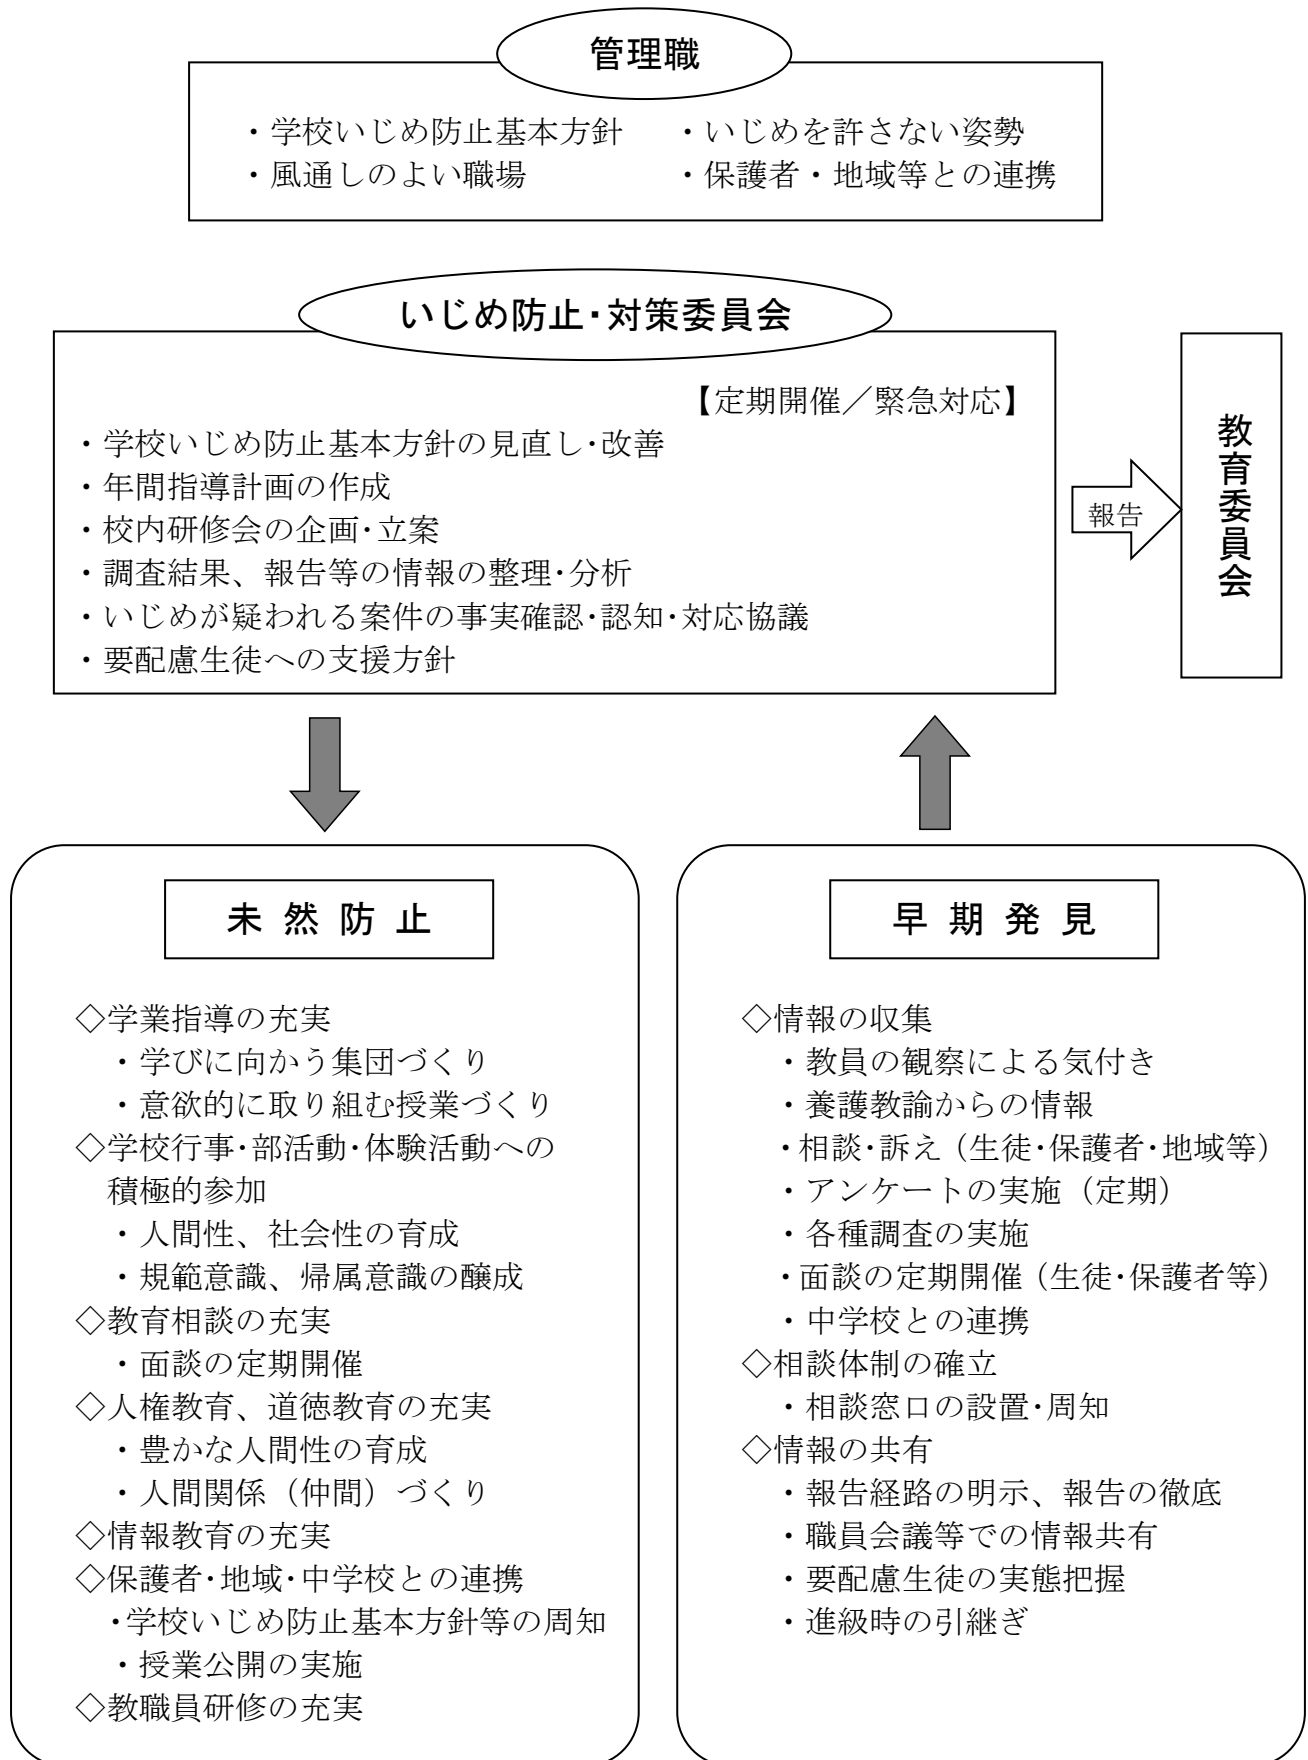 管理職
・学校いじめ防止基本方針　・いじめを許さない姿勢
・風通しのよい職場　・保護者・地域等との連携
いじめ防止・対策委員会
【定期開催／緊急対応】
・学校いじめ防止基本方針の見直し・改善
・年間指導計画の作成
・校内研修会の企画・立案
・調査結果、報告等の情報の整理・分析
・いじめが疑われる案件の事実確認・認知・対応協議
・要配慮生徒への支援方針
報告
教育委員会
未然防止
◇学業指導の充実
・学びに向かう集団づくり
・意欲的に取り組む授業づくり
◇学校行事・部活動・体験活動への
積極的参加
・人間性、社会性の育成
・規範意識、帰属意識の醸成
◇教育相談の充実
・面談の定期開催
◇人権教育、道徳教育の充実
・豊かな人間性の育成
・人間関係（仲間）づくり
◇情報教育の充実
◇保護者・地域・中学校との連携
・学校いじめ防止基本方針等の周知
・授業公開の実施
◇教職員研修の充実
早期発見
◇情報の収集
・教員の観察による気付き
・養護教諭からの情報
・相談・訴え（生徒・保護者・地域等）
・アンケートの実施（定期）
・各種調査の実施
・面談の定期開催（生徒・保護者等）
・中学校との連携
◇相談体制の確立
・相談窓口の設置・周知
◇情報の共有
・報告経路の明示、報告の徹底
・職員会議等での情報共有
・要配慮生徒の実態把握
・進級時の引継ぎ